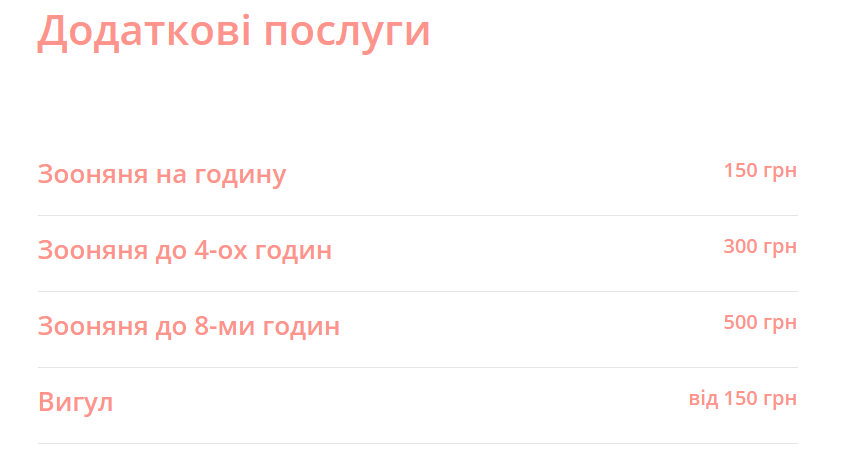 Додаткові послуги
Зооняня на годину 150 грн
Зооняня до 4-ох годин 300 грн
Зооняня до 8-ми годин 500 грн
Вигул від 150 грн